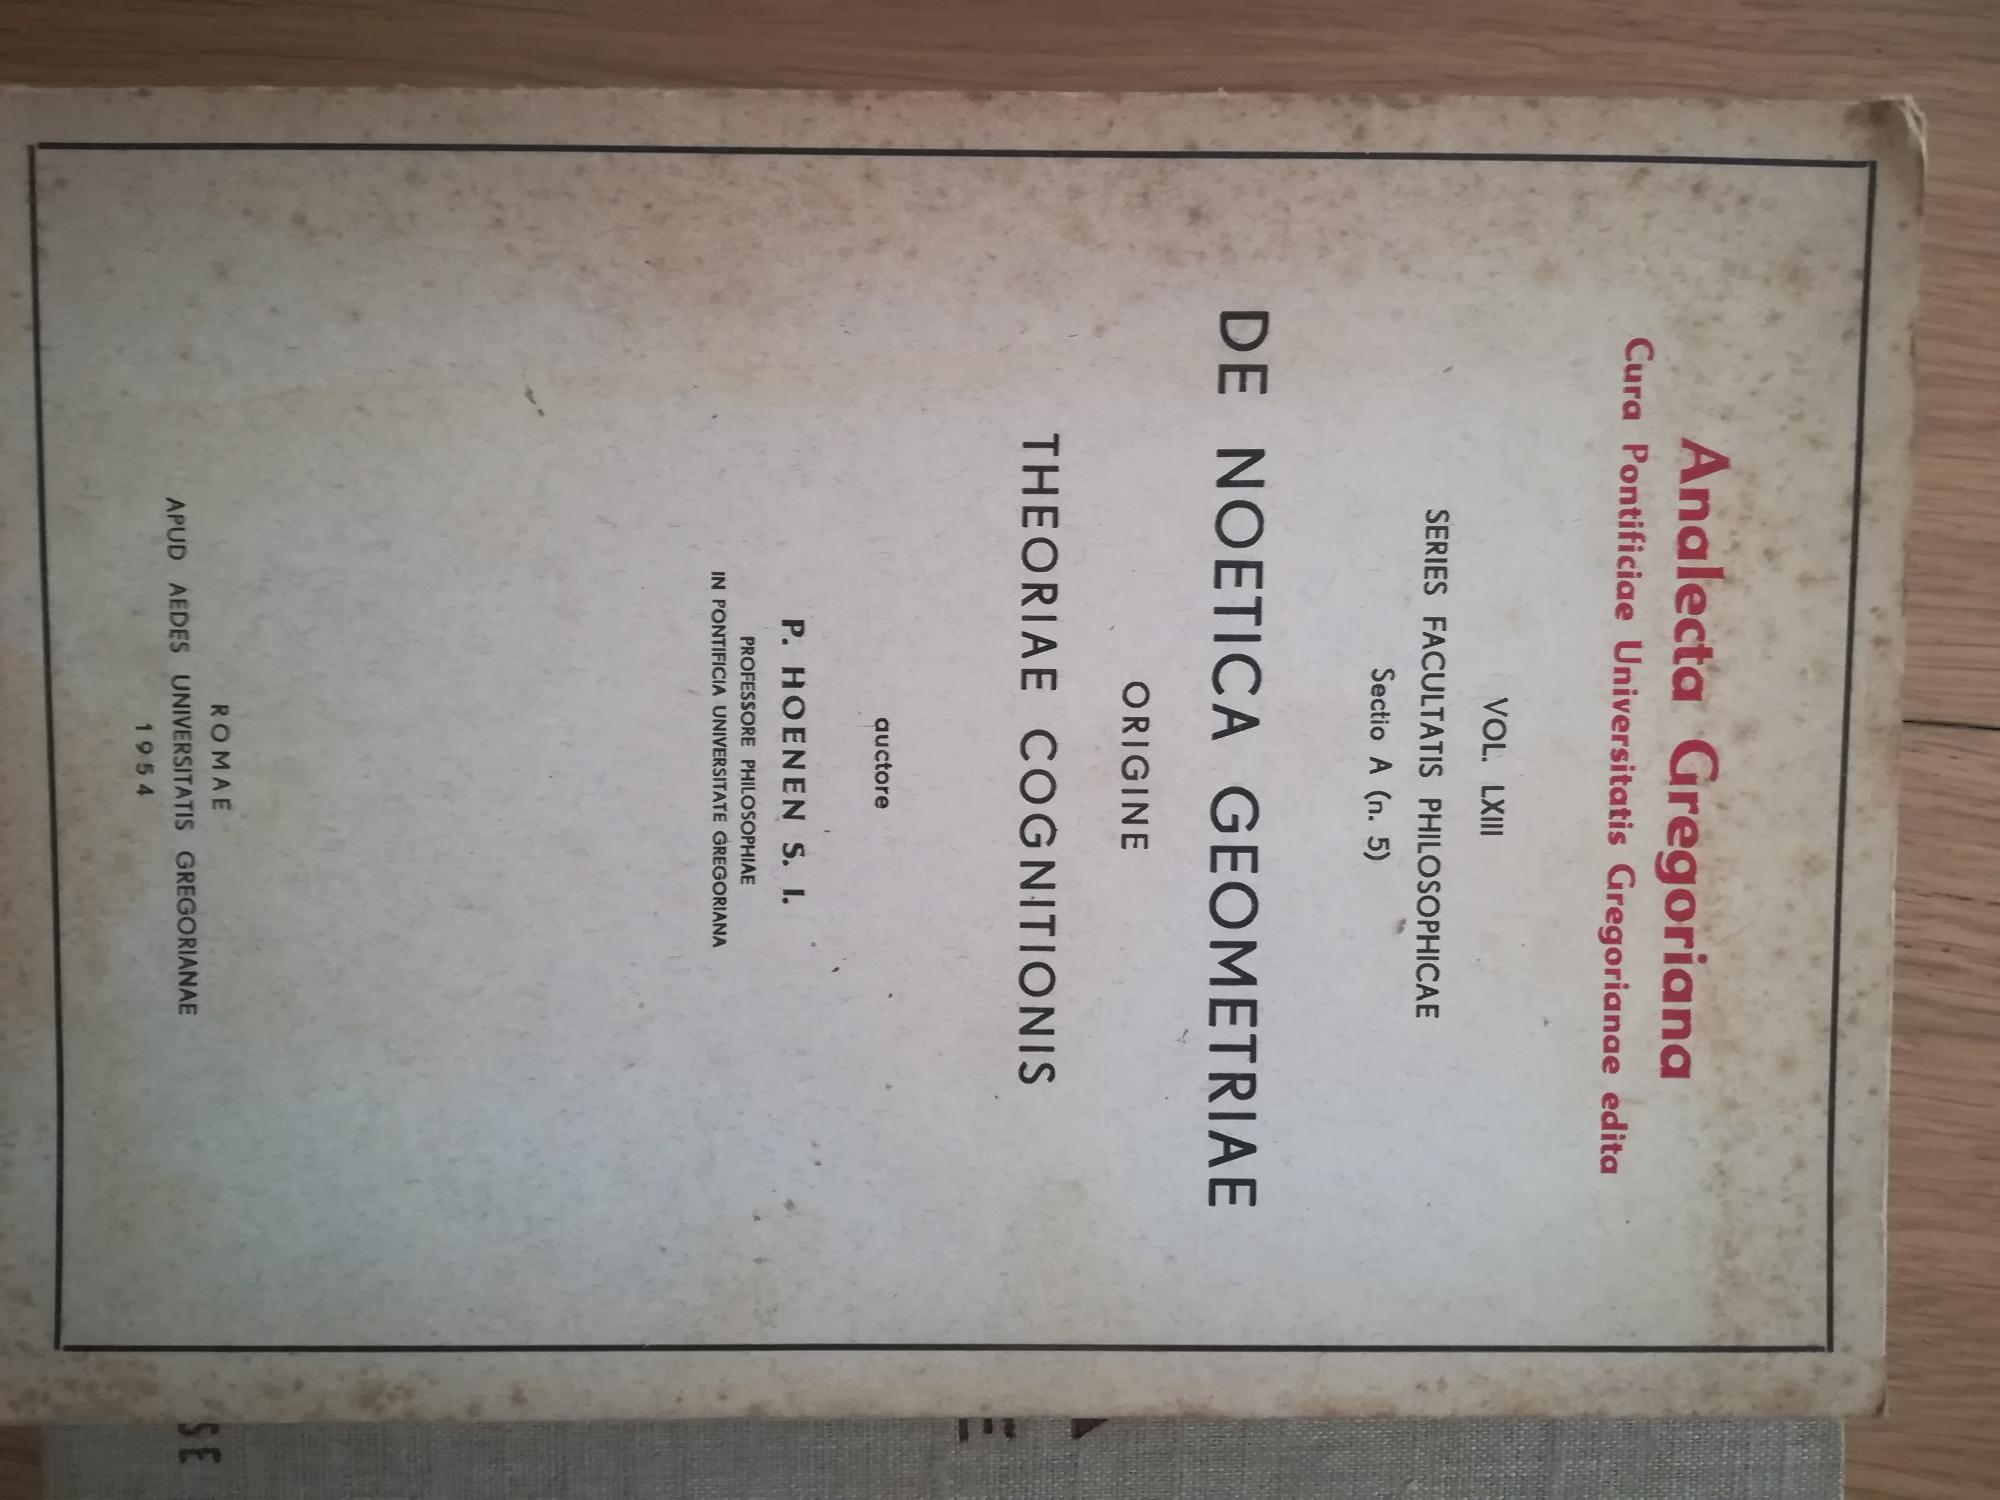 Analecta Gregoriana
Cura Pontificiae Universitatis Gregorianae edita
VOL. LXIII
SERIES FACULTATIS PHILOSOPHICAE
Sectio A (n. 5)
DE NOETICA GEOMETRIAE
ORIGINE
THEORIAE COGNITIONIS
auctore
P. HOENEN S. I.
PROFESSORE PHILOSOPHIAE
IN PONTIFICIA UNIVERSITATE GREGORIANA
ROMAE
APUD AEDES UNIVERSITATIS GREGORIANAE
1954
SE